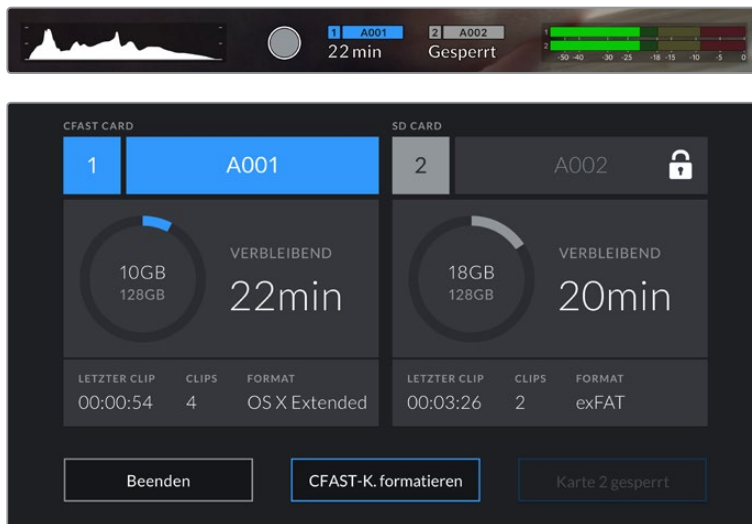 1 A001 2 A002
22 min Gesperrt
1
2
-50 -40 -30 -25 -18 -15 -10 -5 0
CFAST CARD SD CARD
1 A001 2 A002
10GB VERBLEIBEND 18GB VERBLEIBEND
128GB 22min 128GB 20min
LETZTER CLIP CLIPS FORMAT LETZTER CLIP CLIPS FORMAT
00:00:54 4 OS X Extended 00:03:26 2 exFAT
Beenden CFAST-K. formatieren Karte 2 gesperrt